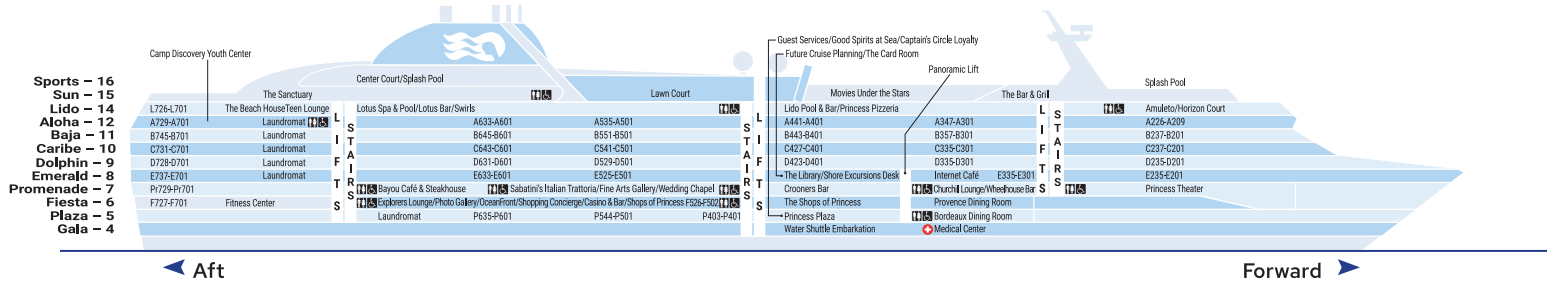 Guest Services/Good Spirits at Sea/Captain's Circle Loyalty
Camp Discovery Youth Center
Future Cruise Planning/The Card Room
Panoramic Lift
Sports – 16
Center Court/Splash Pool
Splash Pool
Sun – 15
The Sanctuary
Lawn Court
Movies Under the Stars
The Bar & Grill
Lido – 14
L726-L701
The Beach HouseTeen Lounge
Lotus Spa & Pool/Lotus Bar/Swirls
Lido Pool & Bar/Princess Pizzeria
Amuleto/Horizon Court
Aloha – 12
A729-A701
Laundromat
A633-A601
A535-A501
A441-A401
A347-A301
A226-A209
Baja – 11
B745-B701
Laundromat
B645-B601
B551-B501
B443-B401
B357-B301
B237-B201
Caribe – 10
C731-C701
Laundromat
C643-C601
C541-C501
C427-C401
C335-C301
C237-C201
Dolphin – 9
D728-D701
Laundromat
D631-D601
D529-D501
D423-D401
D335-D301
D235-D201
Emerald – 8
E737-E701
Laundromat
E633-E601
E525-E501
The Library/Shore Excursions Desk
Internet Café
E335-E301
E235-E201
Promenade – 7
Pr729-Pr701
Bayou Café & Steakhouse
Sabatini's Italian Trattoria/Fine Arts Gallery/Wedding Chapel
Crooners Bar
Churchill Lounge/Wheelhouse Bar
Princess Theater
Fiesta – 6
F727-F701
Fitness Center
Explorers Lounge/Photo Gallery/OceanFront/Shopping Concierge/Casino & Bar/Shops of Princess
F526-F502
The Shops of Princess
Provence Dining Room
Plaza – 5
Laundromat
P635-P601
P544-P501
P403-P401
Princess Plaza
Bordeaux Dining Room
Gala – 4
Water Shuttle Embarkation
Medical Center
LIFTS
STAIRS
STAIRS
LIFTS
LIFTS
STAIRS
Aft
Forward